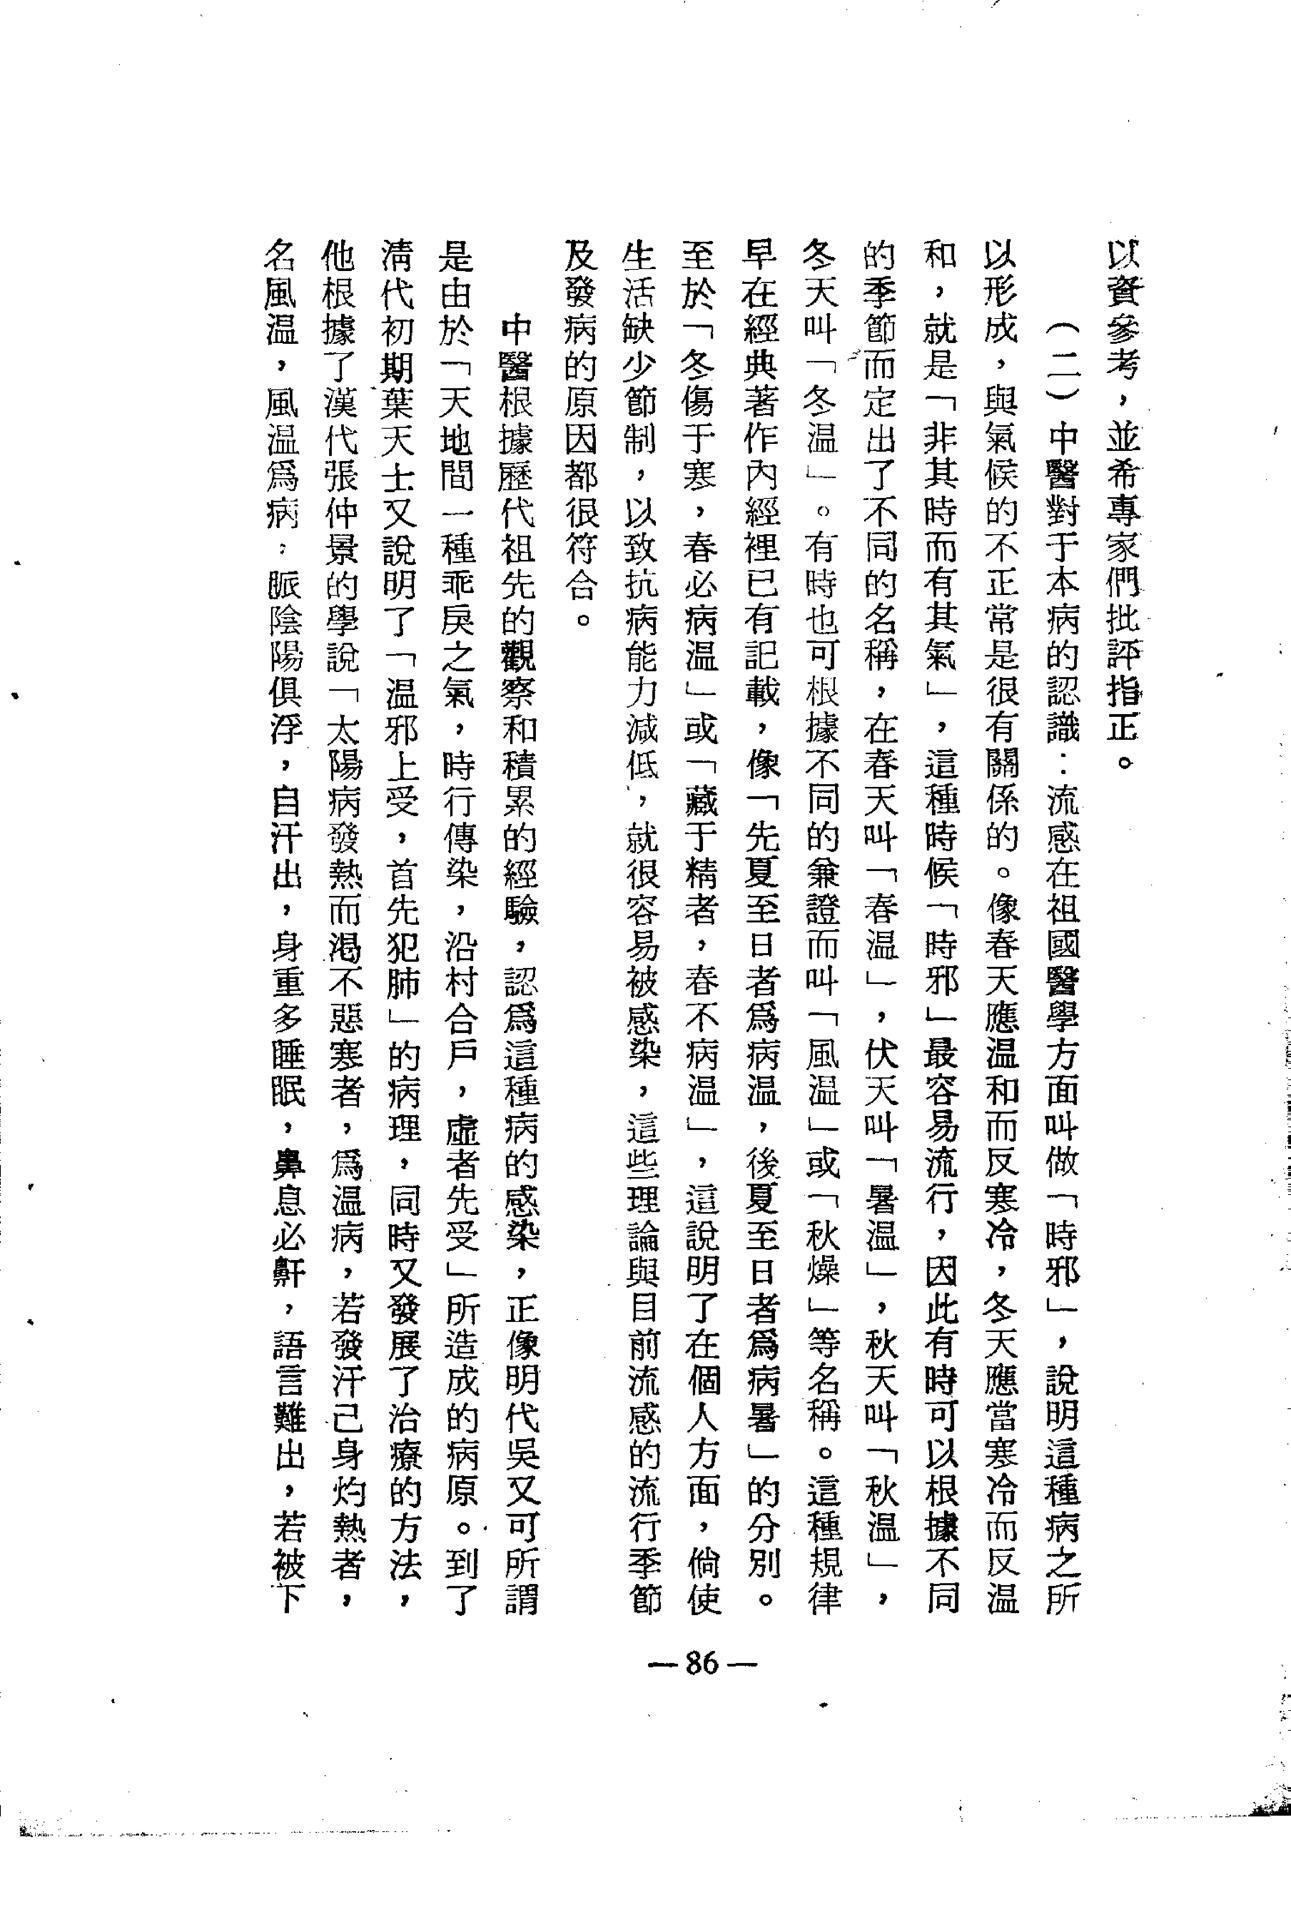 以資參考，並希專家們批評指正。
（二）中醫對于本病的認識：流感在祖國醫學方面叫做「時邪」，說明這種病之所
以形成，與氣候的不正常是很有關係的。像春天應温和而反寒冷，冬天應當寒冷而反温
和，就是「非其時而有其氣」，這種時候「時邪」最容易流行，因此有時可以根據不同
的季節而定出了不同的名稱，在春天叫「春温」，伏天叫「暑温」，秋天叫「秋温」，
冬天叫「冬温」。有時也可根據不同的兼證而叫「風温」或「秋燥」等名稱。這種規律
早在經典著作內經裡已有記載，像「先夏至日者爲病温，後夏至日者爲病暑」的分別。
至於「冬傷于寒，春必病温」或「藏于精者，春不病温」，這說明了在個人方面，倘使
生活缺少節制，以致抗病能力減低，就很容易被感染，這些理論與目前流感的流行季節
及發病的原因都很符合。
中醫根據歷代祖先的觀察和積累的經驗，認爲這種病的感染，正像明代吳又可所謂
是由於「天地間一種乖戾之氣，時行傳染，沿村合戶，虛者先受」所造成的病原。到了
淸代初期葉天士又說明了「温邪上受，首先犯肺」的病理，同時又發展了治療的方法，
他根據了漢代張仲景的學說「太陽病發熱而渴不惡寒者，爲温病，若發汗己身灼熱者，
名風温，風温爲病，脈陰陽俱浮，自汗出，身重多睡眠，鼻息必鼾，語言難出，若被下
—86—